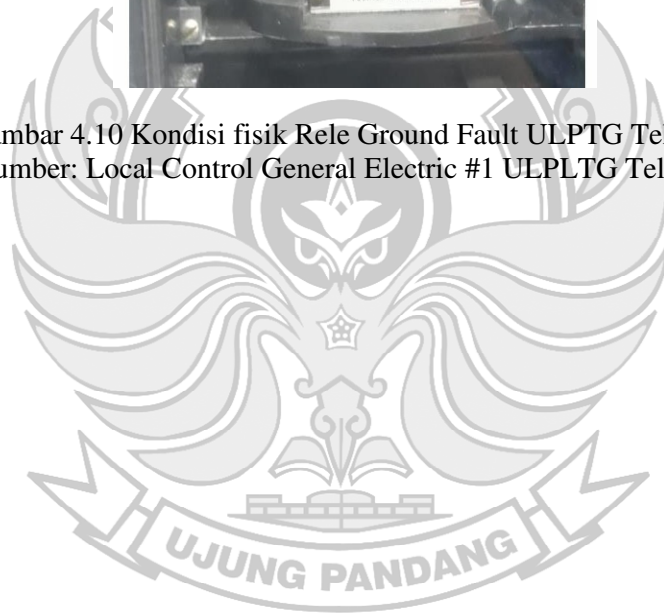 mbar 4.10 Kondisi fisik Rele Ground Fault ULPTG Te
umber: Local Control General Electric #1 ULPLTG Tel
UJUNG PANDANG